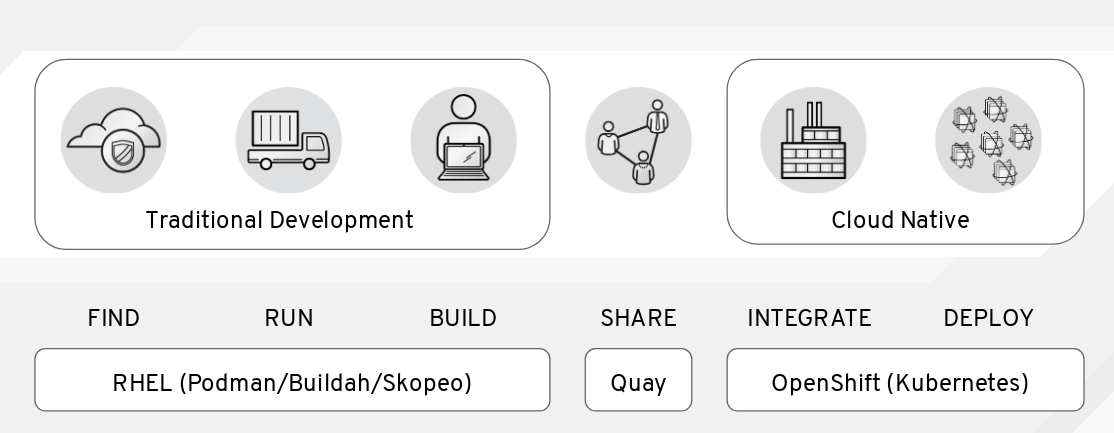 Traditional Development
Cloud Native
FIND
RUN
BUILD
SHARE
INTEGRATE
DEPLOY
RHEL (Podman/Buildah/Skopeo)
Quay
OpenShift (Kubernetes)